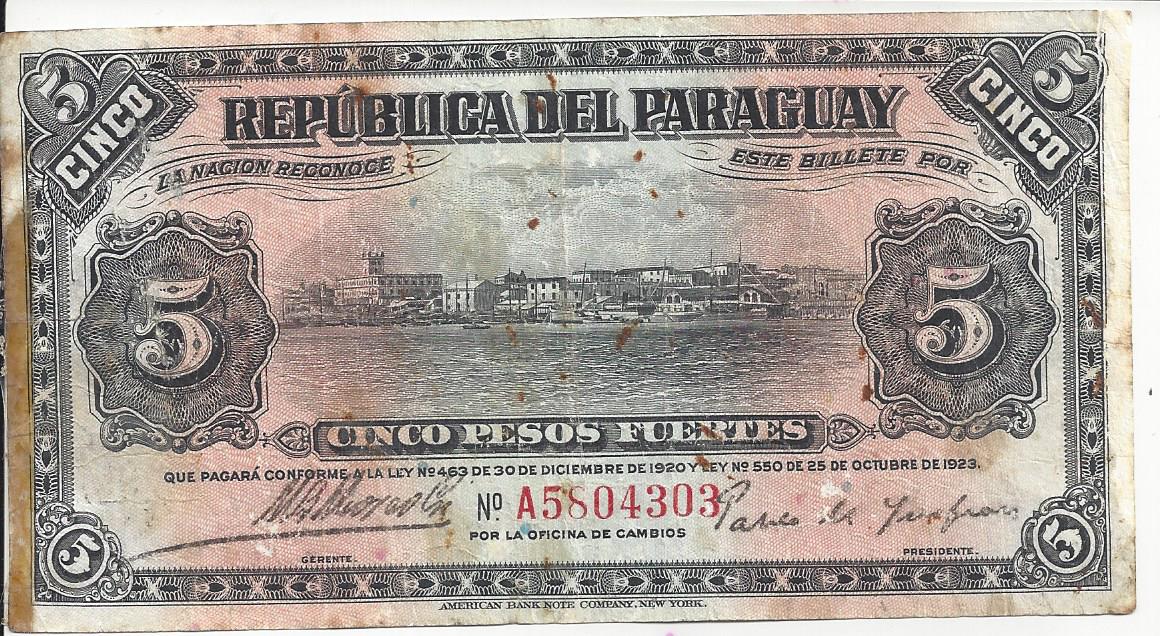 5 5
CINCO CINCO
REPÚBLICA DEL PARAGUAY
LA NACION RECONOCE ESTE BILLETE POR
5 5
CINCO PESOS FUERTES
QUE PAGARÁ CONFORME A LA LEY Nº 463 DE 30 DE DICIEMBRE DE 1920 Y LEY Nº 550 DE 25 DE OCTUBRE DE 1923.
Nº A5804303
POR LA OFICINA DE CAMBIOS
GERENTE. PRESIDENTE.
5 5
AMERICAN BANK NOTE COMPANY, NEW YORK.